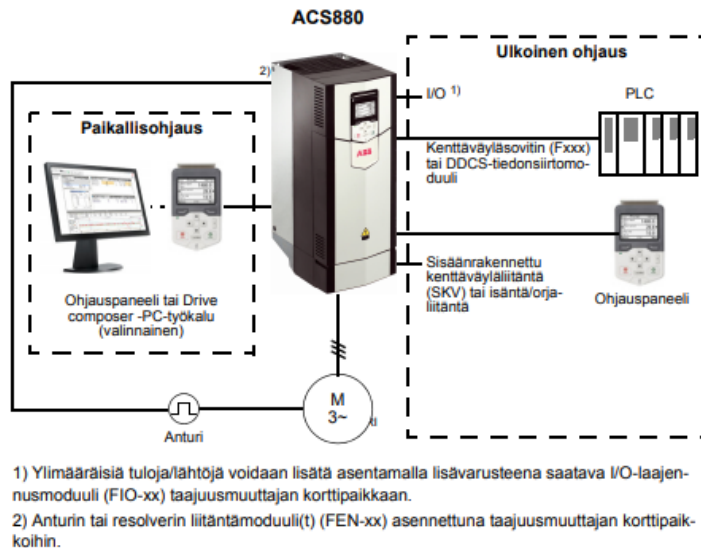 ACS880
Ulkoinen ohjaus
2)
I/O 1)
PLC
Paikallisohjaus
ABB
Kenttäväyläsovitin (Fxxx)
tai DDCS-tiedonsiirtomo-
duuli
Sisäänrakennettu
kenttäväyläliitäntä
(SKV) tai isäntä/orja-
liitäntä
Ohjauspaneeli
Ohjauspaneeli tai Drive
composer -PC-työkalu
(valinnainen)
M
3~
Anturi
1) Ylimääräisiä tuloja/lähtöjä voidaan lisätä asentamalla lisävarusteena saatava I/O-laajen-
nusmoduuli (FIO-xx) taajuusmuuttajan korttipaikkaan.
2) Anturin tai resolverin liitäntämoduuli(t) (FEN-xx) asennettuna taajuusmuuttajan korttipaik-
koihin.